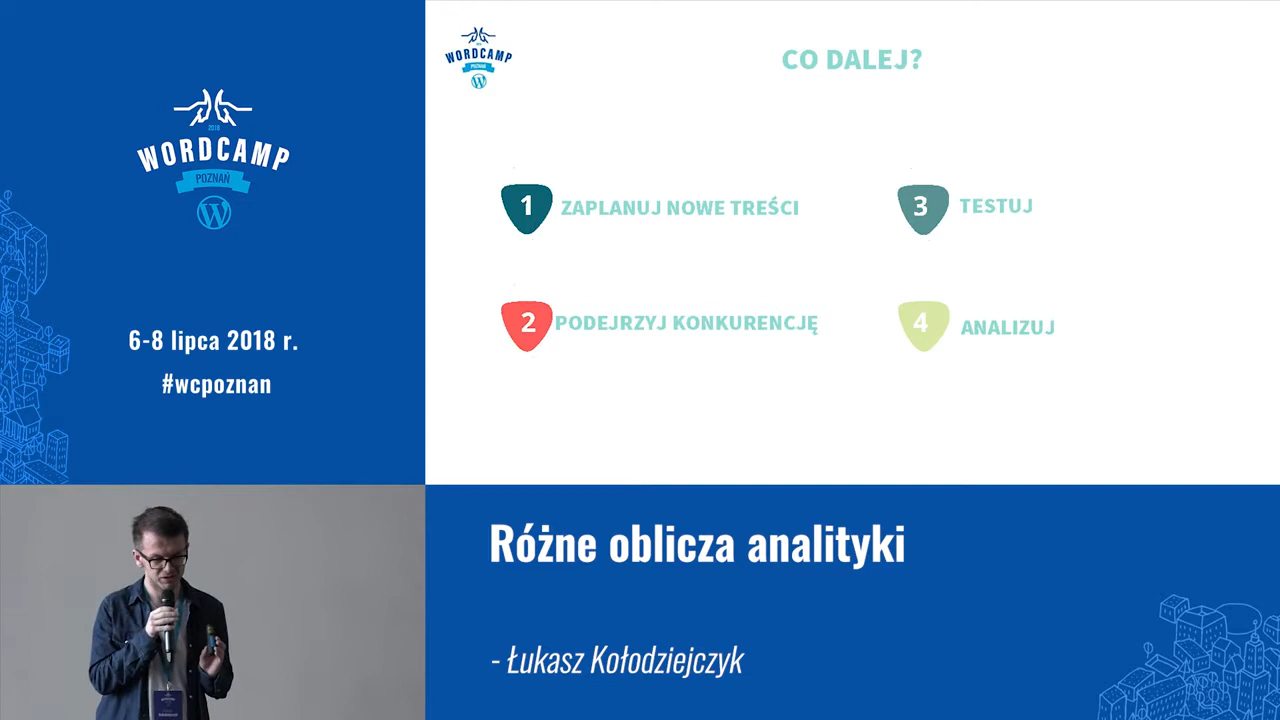 2018
WORDCAMP
POZNAŃ
6-8 lipca 2018 r.
#wcpoznan
WORDCAMP
POZNAŃ
CO DALEJ?
1 ZAPLANUJ NOWE TREŚCI
2 PODEJRZYJ KONKURENCJĘ
3 TESTUJ
4 ANALIZUJ
Różne oblicza analityki
- Łukasz Kołodziejczyk